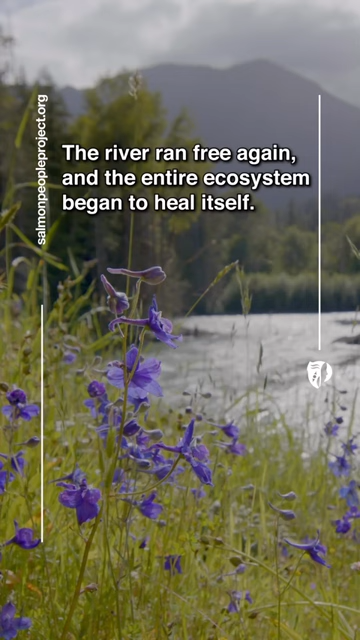 salmonpeopleproject.org
The river ran free again,
and the entire ecosystem
began to heal itself.